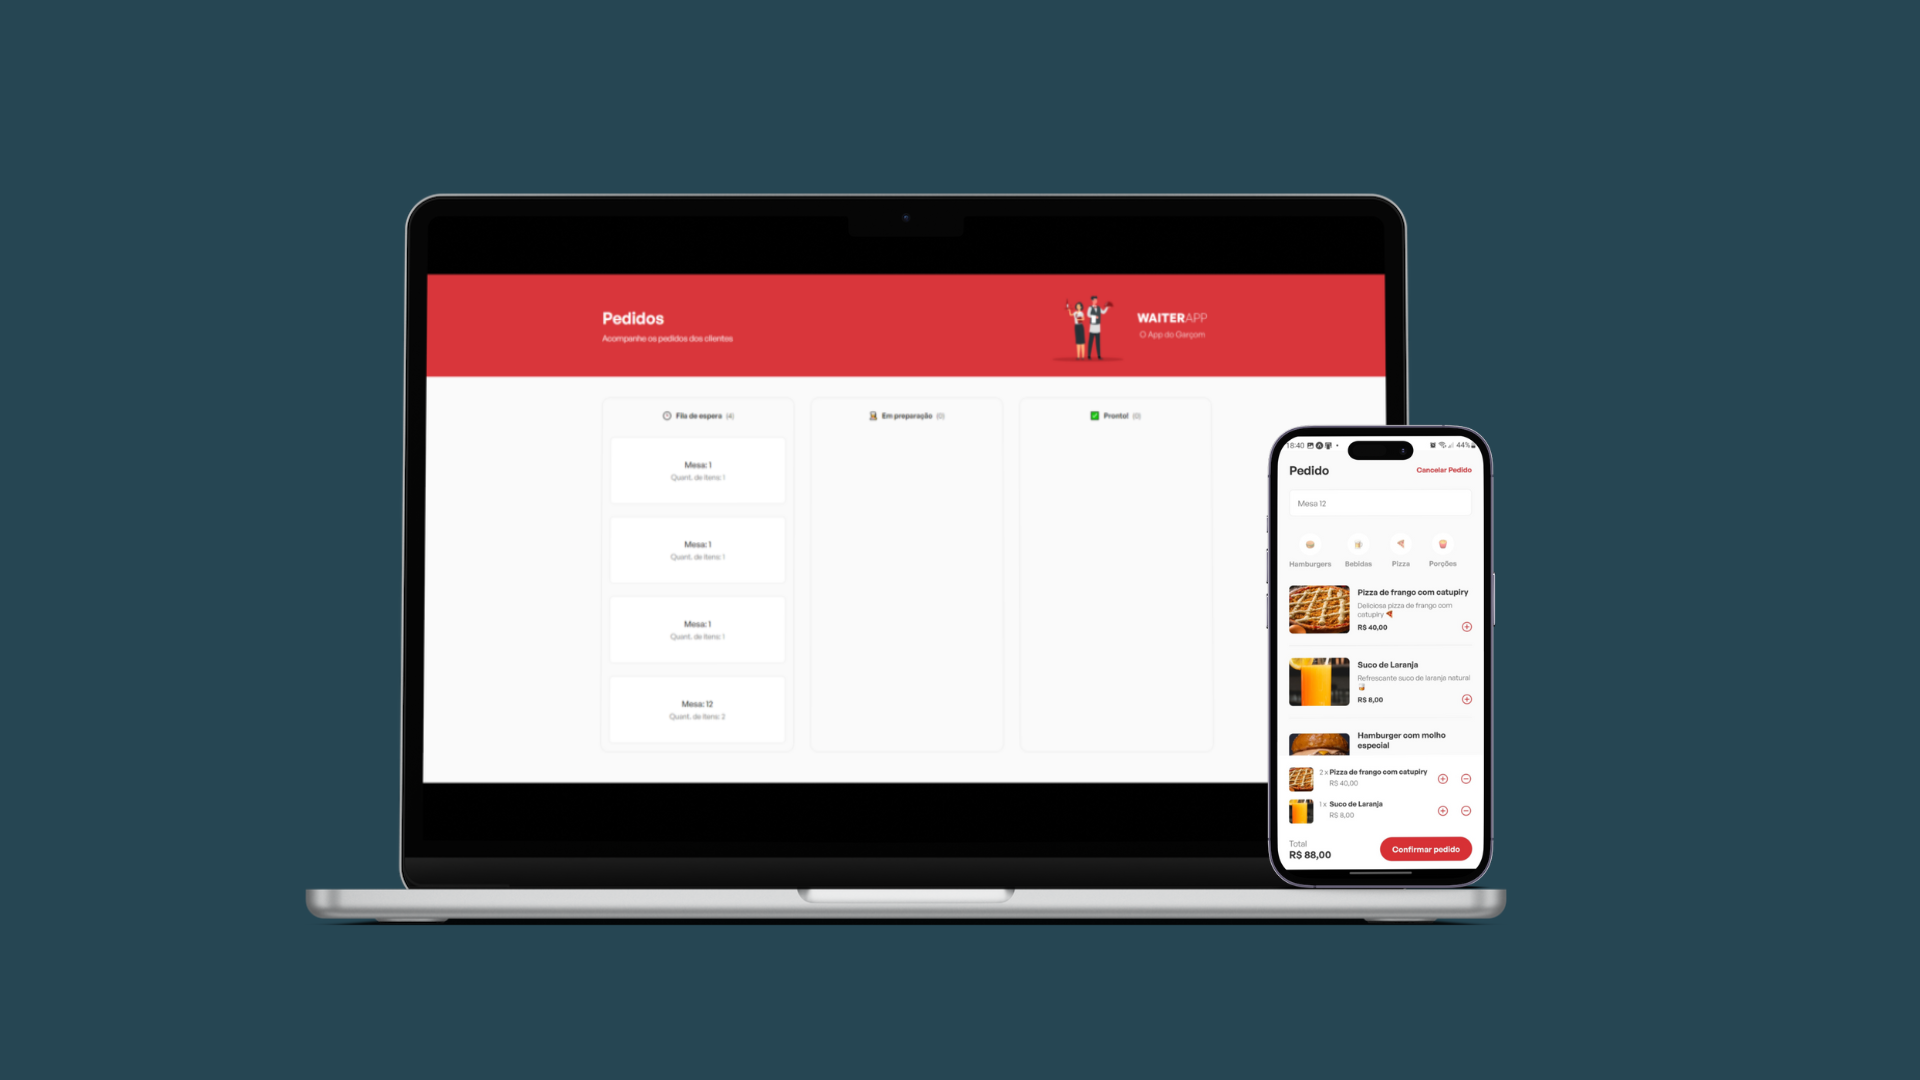 Pedidos
Acompanhe os pedidos dos clientes
WAITERAPP
O App do Garçom
Fila de espera (4)
Mesa: 1
Quant. de itens: 1
Mesa: 1
Quant. de itens: 1
Mesa: 1
Quant. de itens: 1
Mesa: 12
Quant. de itens: 2
Em preparação (0)
Pronto! (0)
18:40
44%
Pedido
Cancelar Pedido
Mesa 12
Hamburgers
Bebidas
Pizza
Porções
Pizza de frango com catupiry
Deliciosa pizza de frango com
catupiry 🍕
R$ 40,00
Suco de Laranja
Refrescante suco de laranja natural
R$ 8,00
Hamburger com molho
especial
2 x Pizza de frango com catupiry
R$ 40,00
1 x Suco de Laranja
R$ 8,00
Total
R$ 88,00
Confirmar pedido